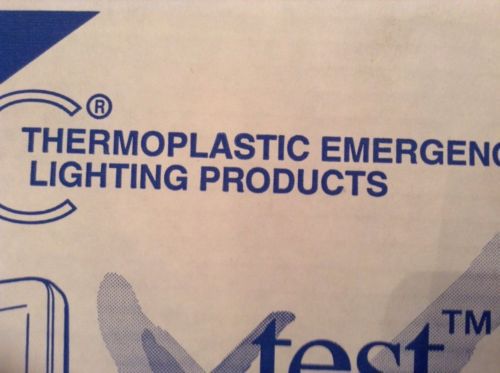 C®
THERMOPLASTIC EMERGENC
LIGHTING PRODUCTS
test™